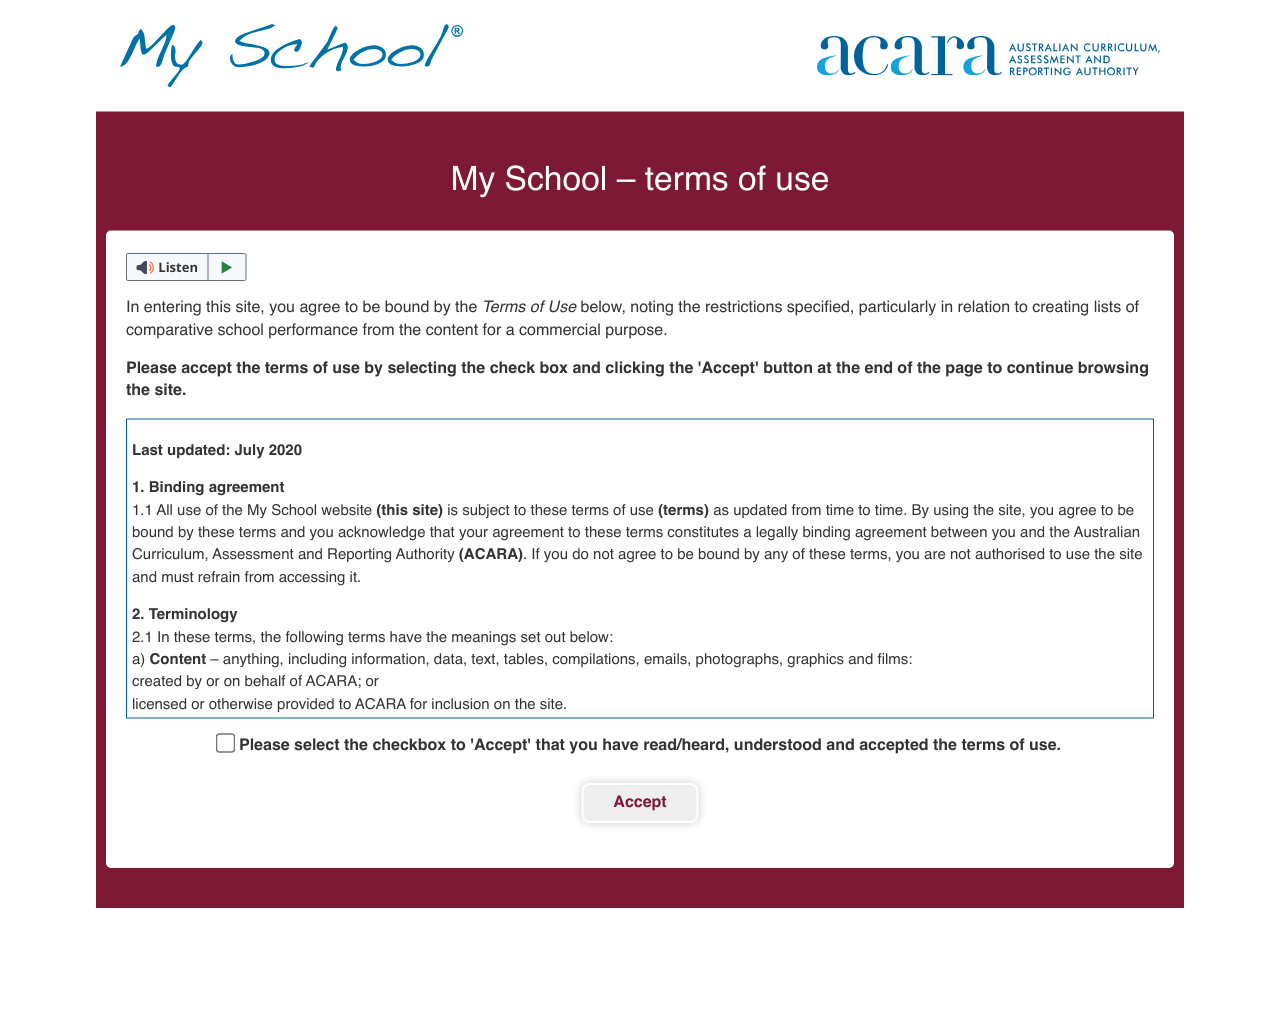 My School®
acara AUSTRALIAN CURRICULUM,
ASSESSMENT AND
REPORTING AUTHORITY
My School – terms of use
Listen
In entering this site, you agree to be bound by the Terms of Use below, noting the restrictions specified, particularly in relation to creating lists of
comparative school performance from the content for a commercial purpose.
Please accept the terms of use by selecting the check box and clicking the 'Accept' button at the end of the page to continue browsing
the site.
Last updated: July 2020
1. Binding agreement
1.1 All use of the My School website (this site) is subject to these terms of use (terms) as updated from time to time. By using the site, you agree to be
bound by these terms and you acknowledge that your agreement to these terms constitutes a legally binding agreement between you and the Australian
Curriculum, Assessment and Reporting Authority (ACARA). If you do not agree to be bound by any of these terms, you are not authorised to use the site
and must refrain from accessing it.
2. Terminology
2.1 In these terms, the following terms have the meanings set out below:
a) Content – anything, including information, data, text, tables, compilations, emails, photographs, graphics and films:
created by or on behalf of ACARA; or
licensed or otherwise provided to ACARA for inclusion on the site.
Please select the checkbox to 'Accept' that you have read/heard, understood and accepted the terms of use.
Accept